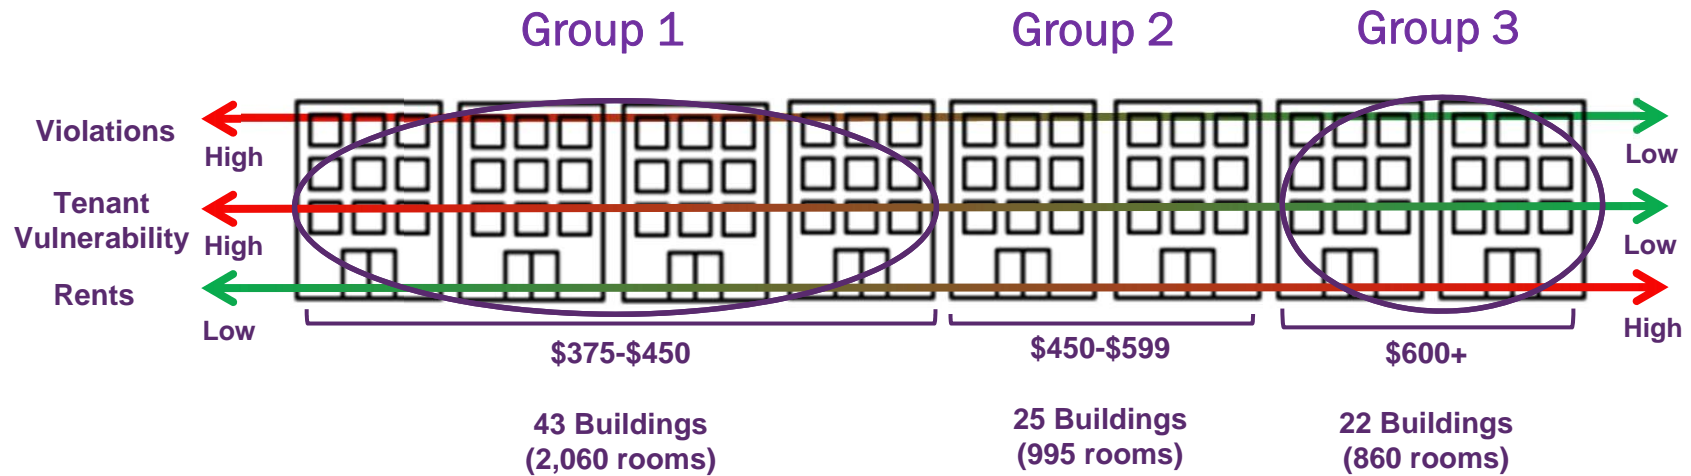 Group 1
Group 2
Group 3
Violations
High
Low
Tenant
Vulnerability
High
Low
Rents
Low
High
$375-$450
$450-$599
$600+
43 Buildings
(2,060 rooms)
25 Buildings
(995 rooms)
22 Buildings
(860 rooms)